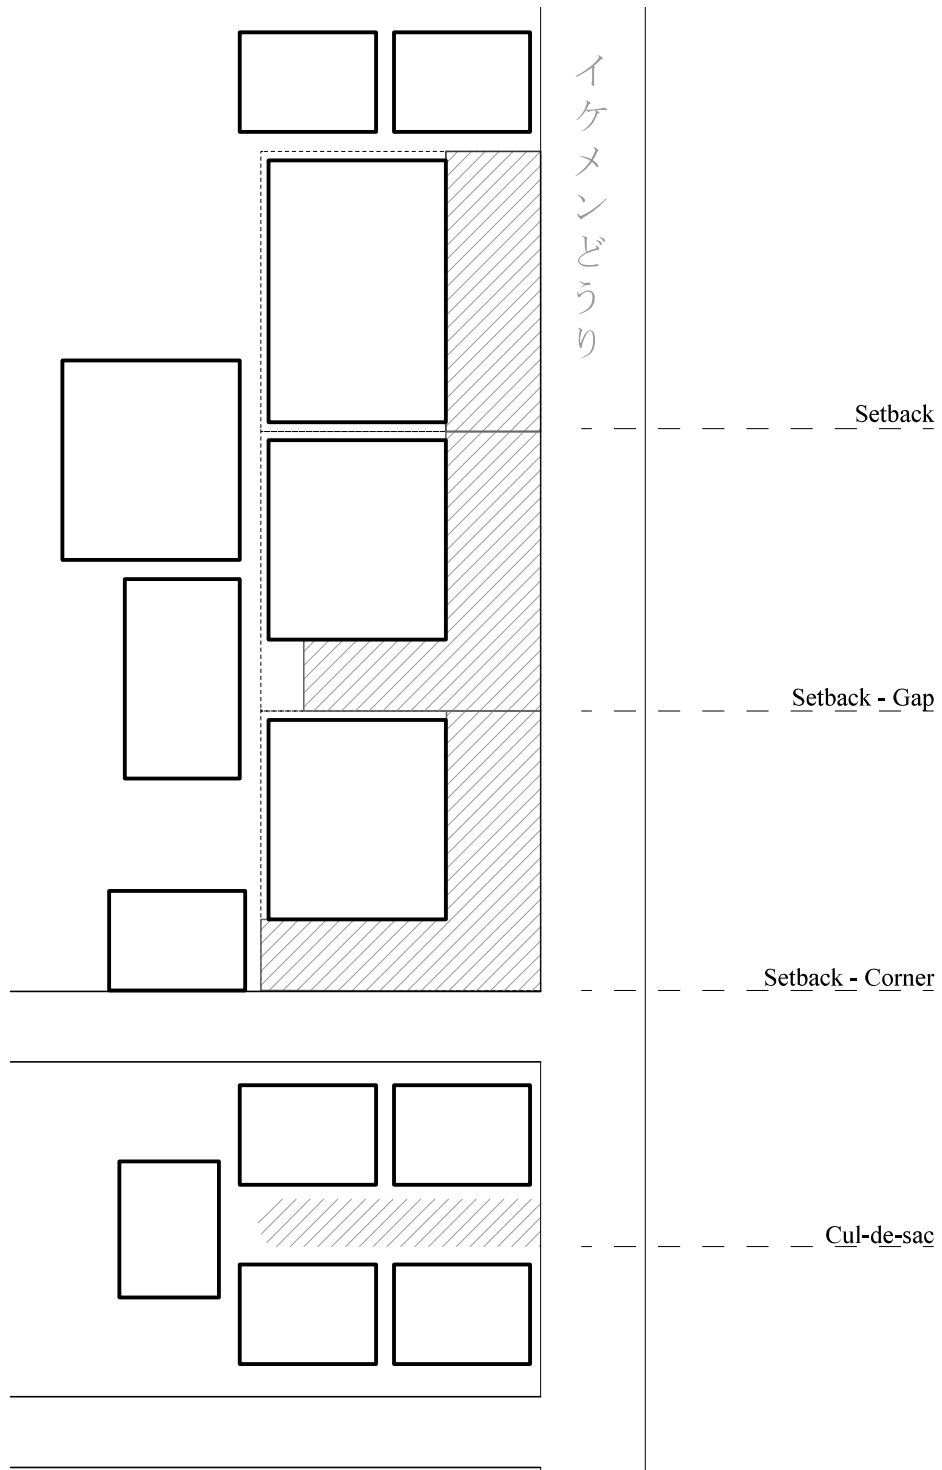 イケメンどうり
Setback
Setback - Gap
Setback - Corner
Cul-de-sac